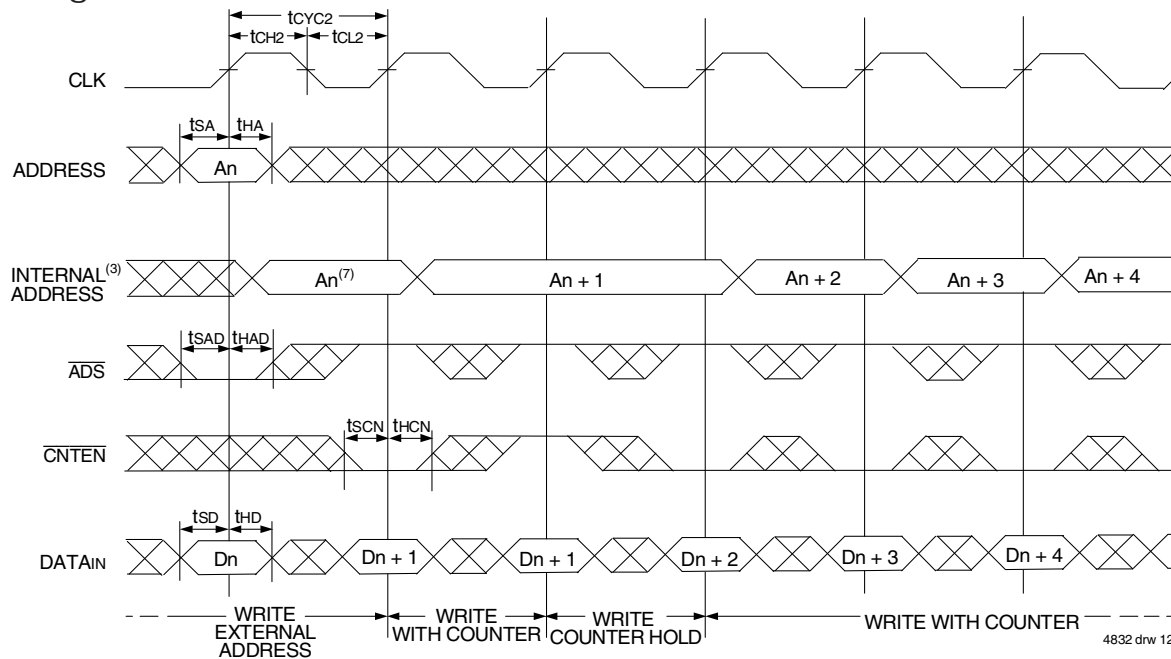 tCYC2
tCH2 tCL2
CLK
tSA tHA
ADDRESS An
INTERNAL(3)
ADDRESS
An(7) An + 1 An + 2 An + 3 An + 4
tSAD tHAD
ADS
tSCN tHCN
CNTEN
tSD tHD
DATAIN Dn Dn + 1 Dn + 1 Dn + 2 Dn + 3 Dn + 4
WRITE
EXTERNAL
ADDRESS
WRITE
WITH COUNTER
WRITE
COUNTER HOLD
WRITE WITH COUNTER
4832 drw 12